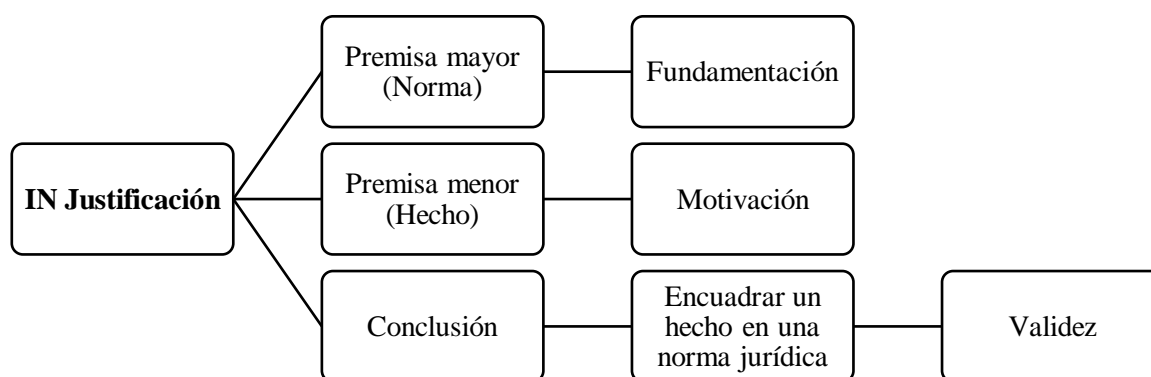 Premisa mayor
(Norma)
Fundamentación
IN Justificación
Premisa menor
(Hecho)
Motivación
Conclusión
Encuadrar un
hecho en una
norma jurídica
Validez